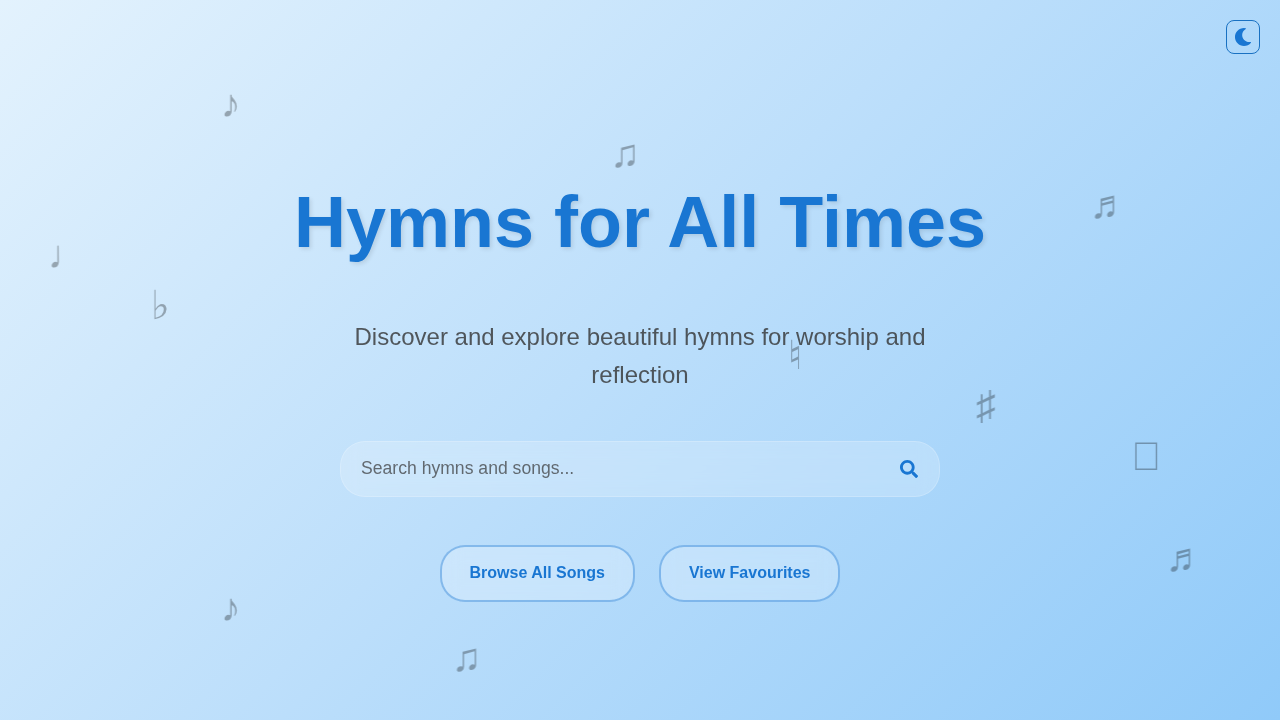 Hymns for All Times
Discover and explore beautiful hymns for worship and
reflection
Search hymns and songs...
Browse All Songs
View Favourites